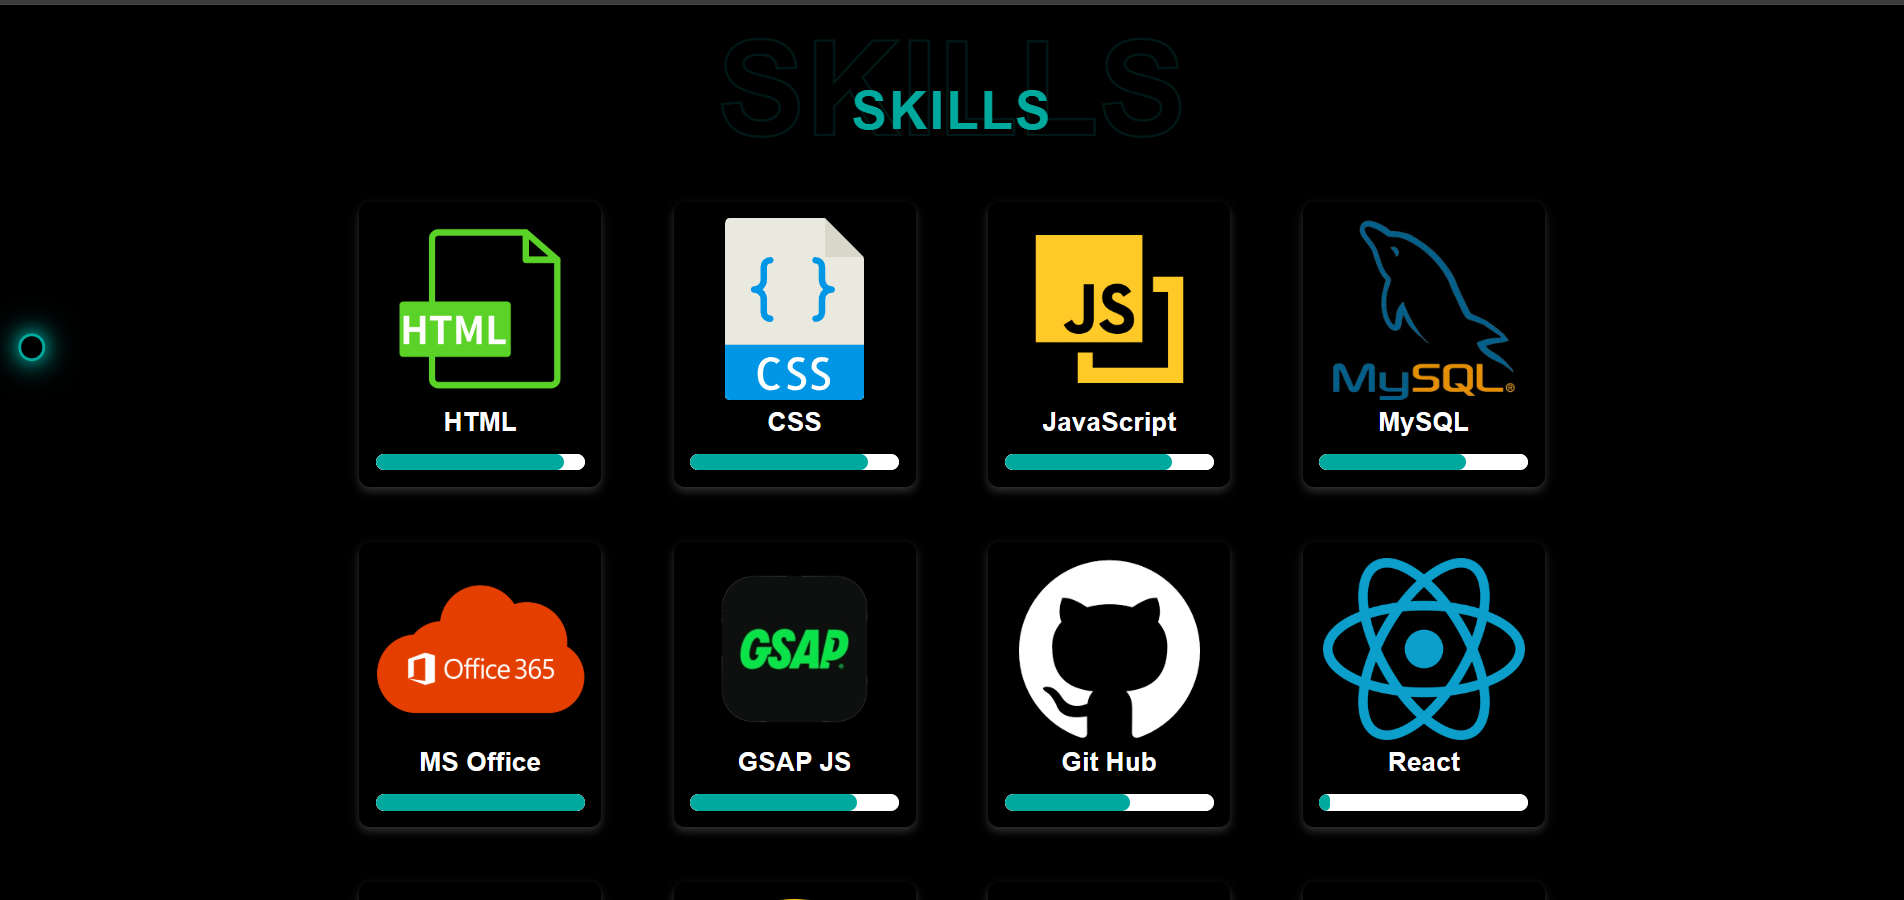 SKILLS
SKILLS
HTML
{ }
CSS
JS
MySQL®
HTML
CSS
JavaScript
MySQL
Office 365
GSAP
MS Office
GSAP JS
Git Hub
React